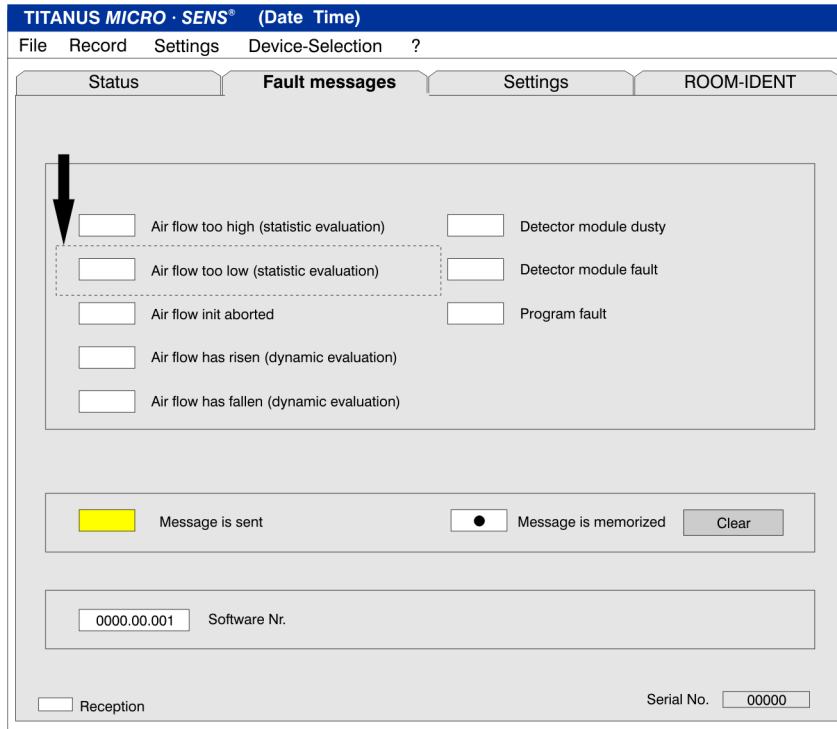 TITANUS MICRO · SENS® (Date Time)
File Record Settings Device-Selection ?
Status Fault messages Settings ROOM-IDENT
Air flow too high (statistic evaluation) Detector module dusty
Air flow too low (statistic evaluation) Detector module fault
Air flow init aborted Program fault
Air flow has risen (dynamic evaluation)
Air flow has fallen (dynamic evaluation)
Message is sent Message is memorized Clear
0000.00.001 Software Nr.
Reception Serial No. 00000